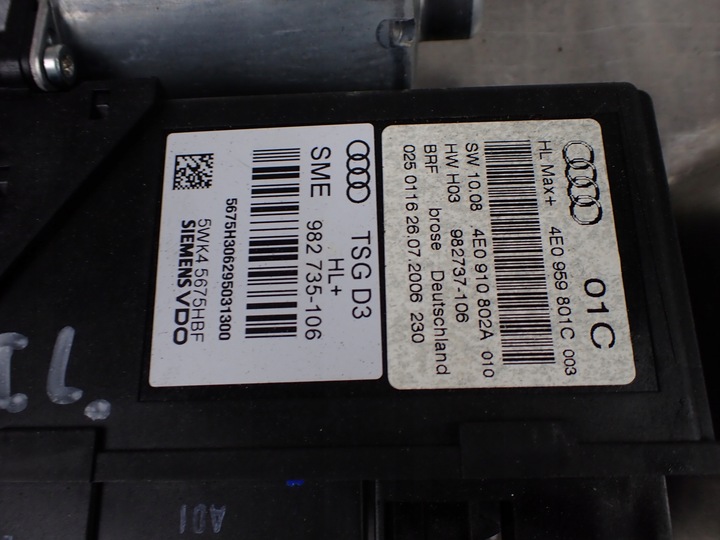 01C
HL Max+ 4E0 959 801C 003
SW 10.08 4E0 910 802A 010
HW H03 982737-106
BRF brose Deutschland
025 0116 26.07.2006 230
TSG D3
HL+
SME 982 735-106
5675H306295031300
5WK4 5675HBF
SIEMENS VDO
A01